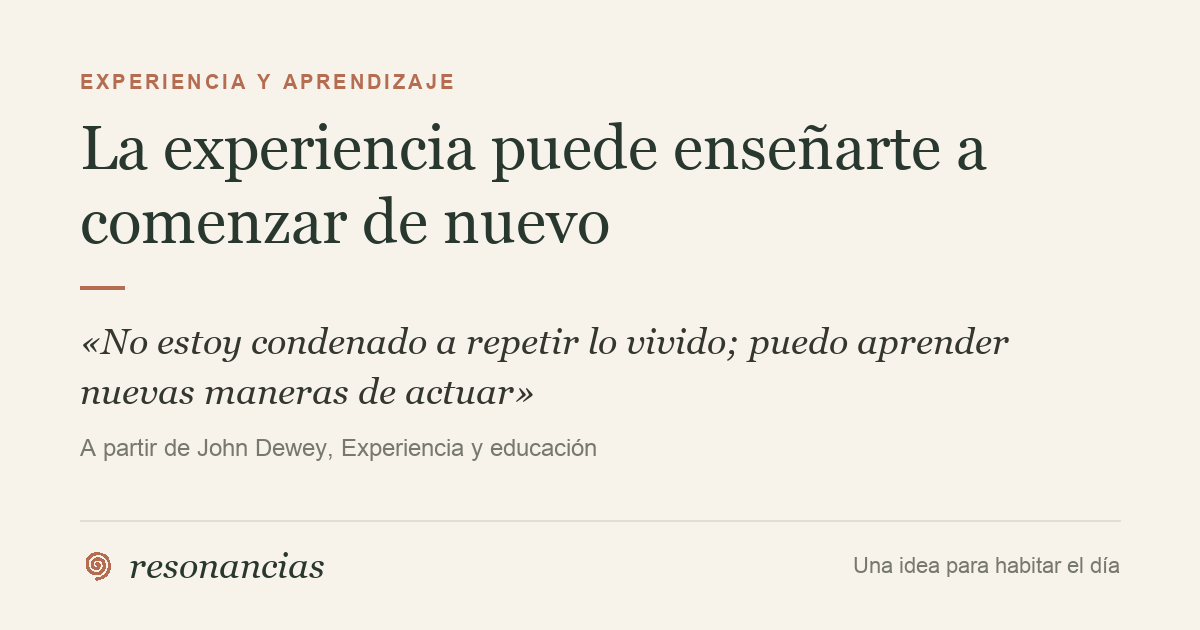 EXPERIENCIA Y APRENDIZAJE
La experiencia puede enseñarte a
comenzar de nuevo
«No estoy condenado a repetir lo vivido; puedo aprender
nuevas maneras de actuar»
A partir de John Dewey, Experiencia y educación
resonancias
Una idea para habitar el día